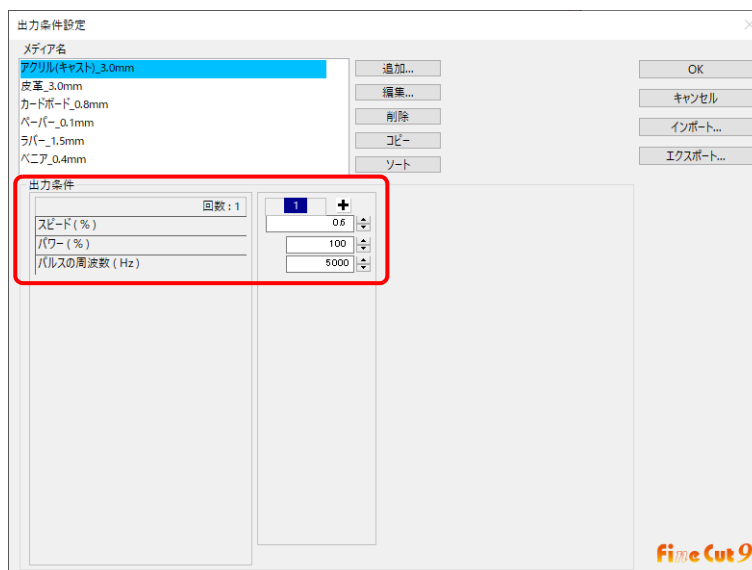 出力条件設定
メディア名
アクリル(キャスト)_3.0mm
皮革_3.0mm
カードボード_0.8mm
ペーパー_0.1mm
ラバー_1.5mm
ベニア_0.4mm
追加...
編集...
削除
コピー
ソート
OK
キャンセル
インポート...
エクスポート...
出力条件
回数 : 1
1
スピード ( % )
0.6
パワー ( % )
100
パルスの周波数 ( Hz )
5000
Fine Cut 9